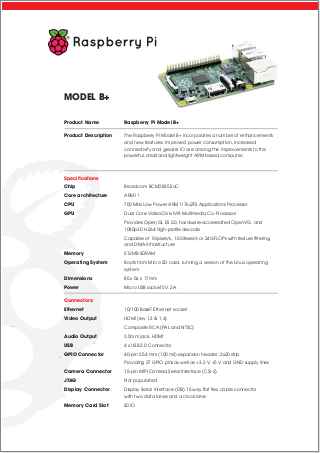 Raspberry Pi
MODEL B+
Product Name Raspberry Pi Model B+
Product Description The Raspberry Pi Model B+ incorporates a number of enhancements
and new features. Improved power consumption, increased
connectivity and greater IO are among the improvements to this
powerful, small and lightweight ARM based computer.
Specifications
Chip Broadcom BCM2835 SoC
Core architecture ARM11
CPU 700 MHz Low Power ARM1176JZFS Applications Processor
GPU Dual Core VideoCore IV® Multimedia Co-Processor
Provides Open GL ES 2.0, hardware-accelerated OpenVG, and
1080p30 H.264 high-profile decode
Capable of 1Gpixel/s, 1.5Gtexel/s or 24GFLOPs with texture filtering
and DMA infrastructure
Memory 512MB SDRAM
Operating System Boots from Micro SD card, running a version of the Linux operating
system
Dimensions 85 x 56 x 17mm
Power Micro USB socket 5V, 2A
Connectors:
Ethernet 10/100 BaseT Ethernet socket
Video Output HDMI (rev 1.3 & 1.4)
Composite RCA (PAL and NTSC)
Audio Output 3.5mm jack, HDMI
USB 4 x USB 2.0 Connector
GPIO Connector 40-pin 2.54 mm (100 mil) expansion header: 2x20 strip
Providing 27 GPIO pins as well as +3.3 V, +5 V and GND supply lines
Camera Connector 15-pin MIPI Camera Serial Interface (CSI-2)
JTAG Not populated
Display Connector Display Serial Interface (DSI) 15 way flat flex cable connector
with two data lanes and a clock lane
Memory Card Slot SDIO